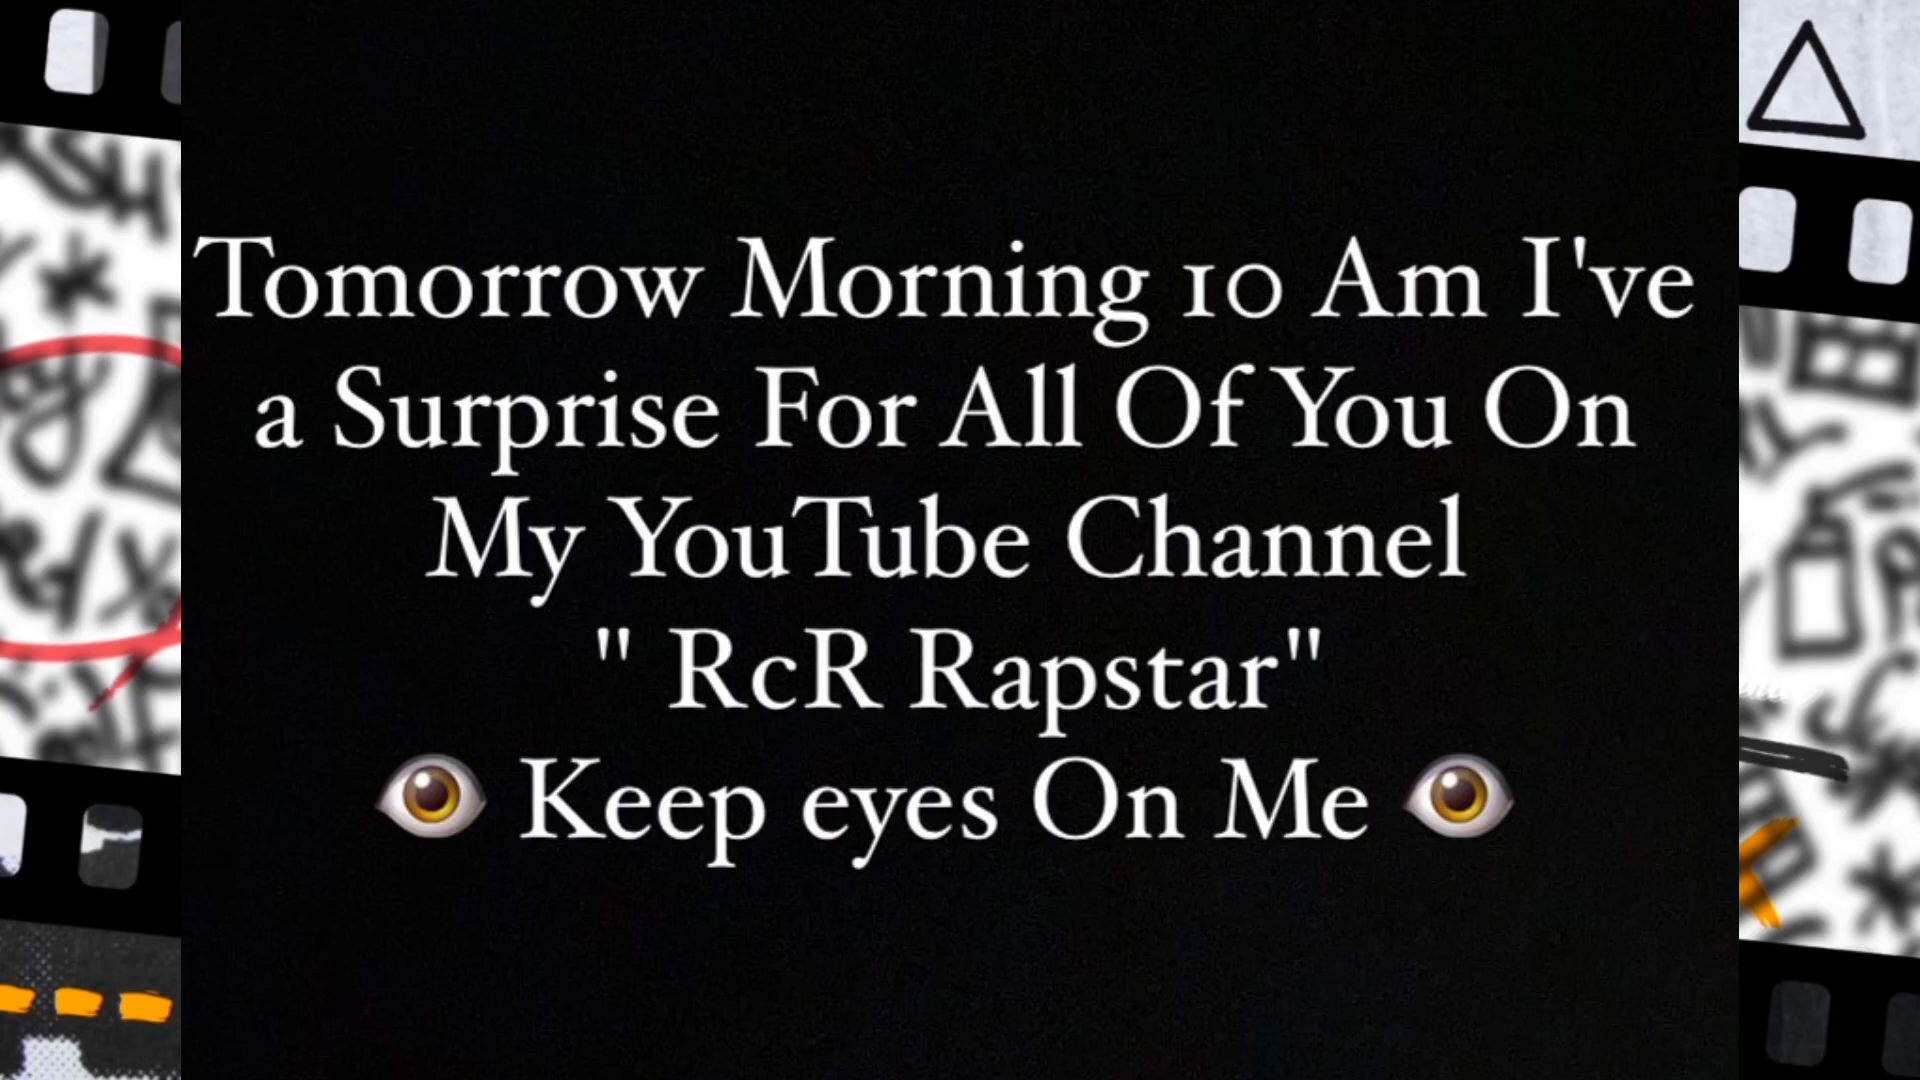 Tomorrow Morning 10 Am I've
a Surprise For All Of You On
My YouTube Channel
" RcR Rapstar"
👁 Keep eyes On Me 👁